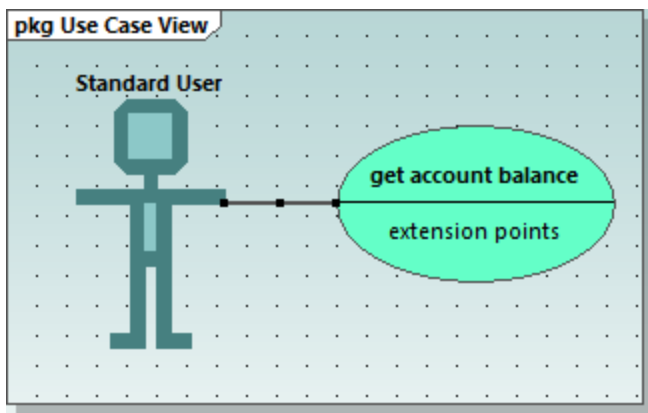 pkg Use Case View
Standard User
get account balance
extension points